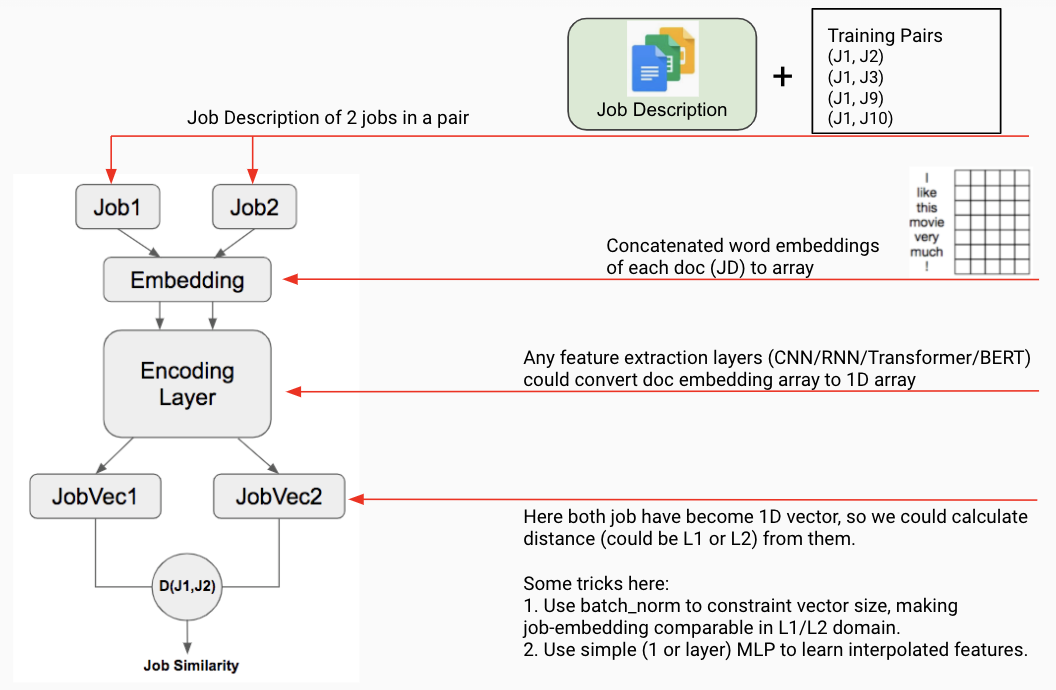 Job Description
+
Training Pairs
(J1, J2)
(J1, J3)
(J1, J9)
(J1, J10)
Job Description of 2 jobs in a pair
Job1
Job2
I
like
this
movie
very
much
!
Concatenated word embeddings
of each doc (JD) to array
Embedding
Any feature extraction layers (CNN/RNN/Transformer/BERT)
could convert doc embedding array to 1D array
Encoding
Layer
JobVec1
JobVec2
Here both job have become 1D vector, so we could calculate
distance (could be L1 or L2) from them.
Some tricks here:
1. Use batch_norm to constraint vector size, making
job-embedding comparable in L1/L2 domain.
2. Use simple (1 or layer) MLP to learn interpolated features.
D(J1,J2)
Job Similarity